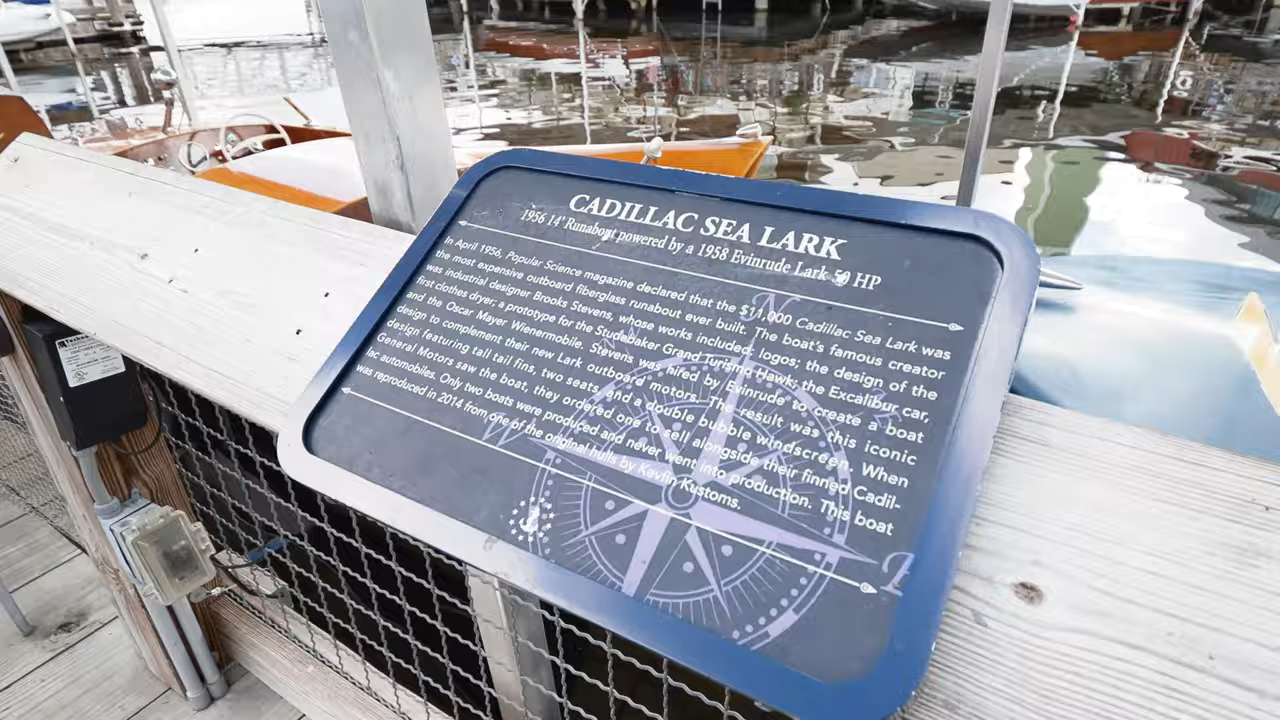 CADILLAC SEA LARK
1956 14' Runabout powered by a 1958 Evinrude Lark 50 HP
In April 1956, Popular Science magazine declared that the $11,000 Cadillac Sea Lark was
the most expensive outboard fiberglass runabout ever built. The boat's famous creator
was industrial designer Brooks Stevens, whose works included: logos; the design of the
first clothes dryer; a prototype for the Studebaker Grand Turismo Hawk; the Excalibur car,
and the Oscar Mayer Wienermobile. Stevens was hired by Evinrude to create a boat
design to complement their new Lark outboard motors. The result was this iconic
design featuring tall tail fins, two seats, and a double bubble windscreen. When
General Motors saw the boat, they ordered one to sell alongside their finned Cadil-
lac automobiles. Only two boats were produced and never went into production. This boat
was reproduced in 2014 from one of the original hulls by Kevfin Kustoms.
N
W
E